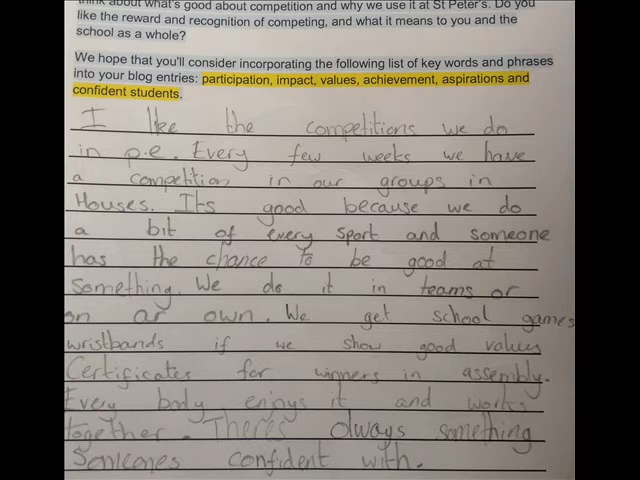 think about what's good about competition and why we use it at St Peter's. Do you
like the reward and recognition of competing, and what it means to you and the
school as a whole?
We hope that you'll consider incorporating the following list of key words and phrases
into your blog entries: participation, impact, values, achievement, aspirations and
confident students.
I like the competitions we do
in p.e. Every few weeks we have
a competition in our groups in
Houses. Its good because we do
a bit of every sport and someone
has the chance to be good at
something. We do it in teams or
on ar own. We get school games
wristbands if we show good values
Certificates for winners in assembly.
Every body enjoys it and works
together. Theres always something
Someones confident with.